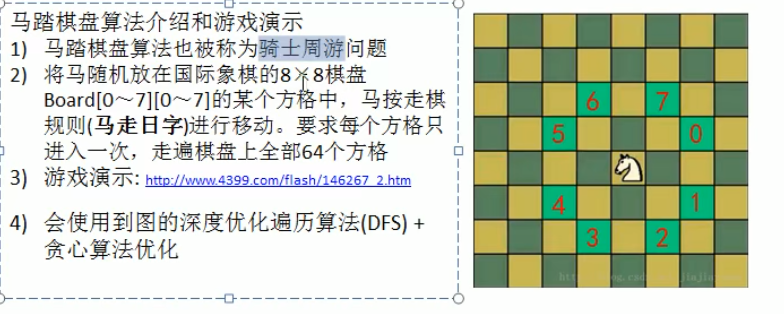 马踏棋盘算法介绍和游戏演示
1) 马踏棋盘算法也被称为骑士周游问题
2) 将马随机放在国际象棋的8×8棋盘
Board[0～7][0～7]的某个方格中，马按走棋
规则(马走日字)进行移动。要求每个方格只
进入一次，走遍棋盘上全部64个方格
3) 游戏演示: http://www.4399.com/flash/146267_2.htm
4) 会使用到图的深度优化遍历算法(DFS) +
贪心算法优化
6 7
5 0
4 1
3 2